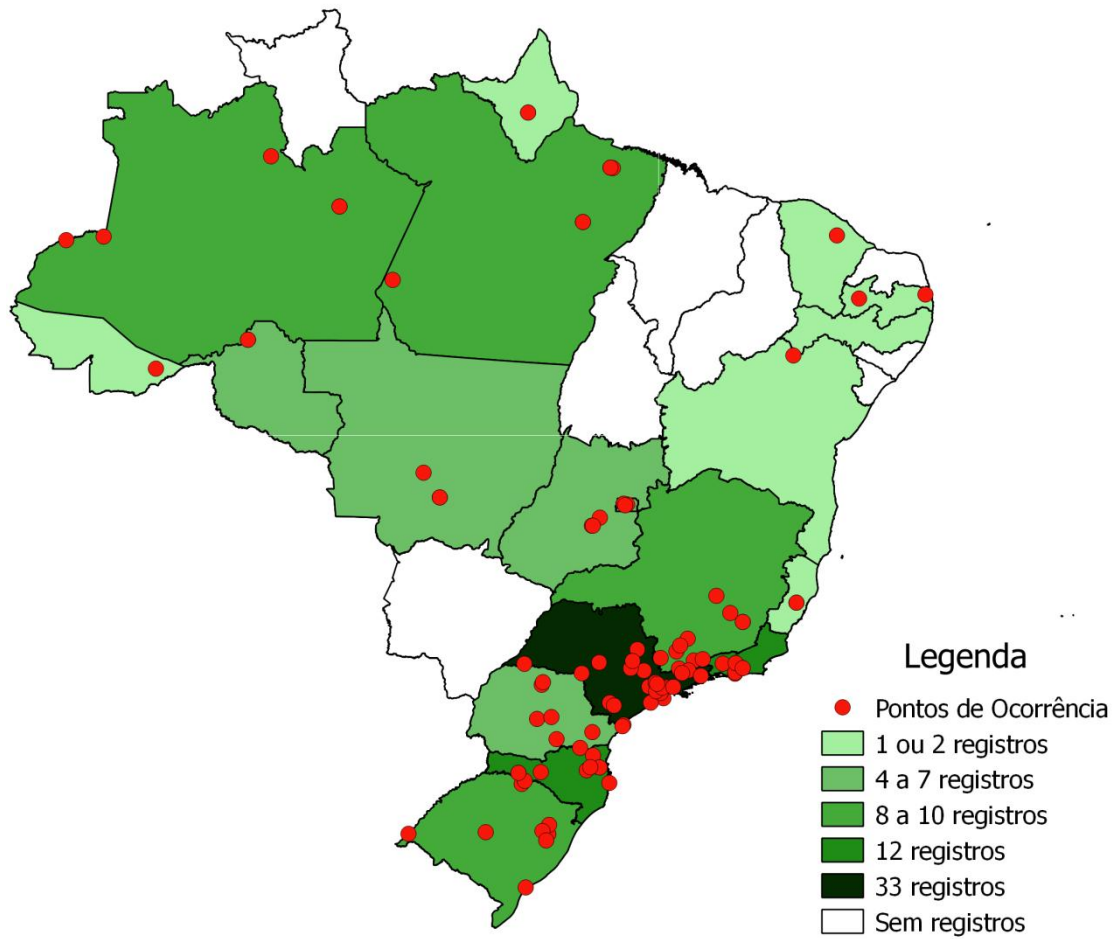 Legenda
Pontos de Ocorrência
1 ou 2 registros
4 a 7 registros
8 a 10 registros
12 registros
33 registros
Sem registros